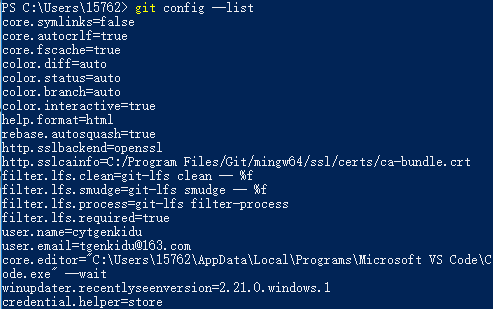 PS C:\Users\15762> git config --list
core.symlinks=false
core.autocrlf=true
core.fscache=true
color.diff=auto
color.status=auto
color.branch=auto
color.interactive=true
help.format=html
rebase.autosquash=true
http.sslbackend=openssl
http.sslcainfo=C:/Program Files/Git/mingw64/ssl/certs/ca-bundle.crt
filter.lfs.clean=git-lfs clean -- %f
filter.lfs.smudge=git-lfs smudge -- %f
filter.lfs.process=git-lfs filter-process
filter.lfs.required=true
user.name=cytgenkidu
user.email=tgenkidu@163.com
core.editor="C:\Users\15762\AppData\Local\Programs\Microsoft VS Code\C
ode.exe" --wait
winupdater.recentlyseenversion=2.21.0.windows.1
credential.helper=store